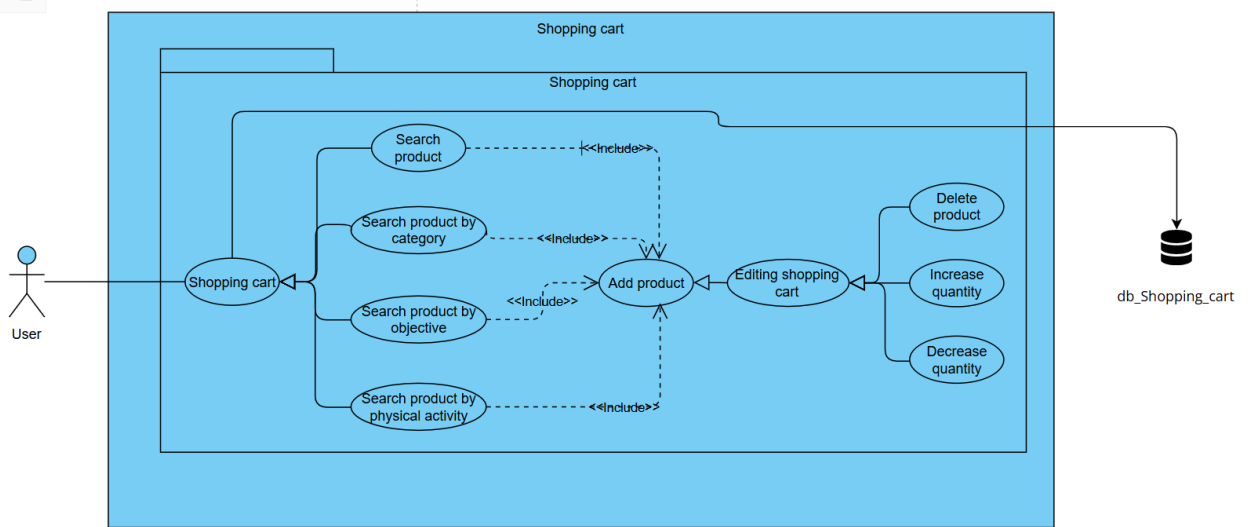 Shopping cart
Shopping cart
Search
product
<<Include>>
Search product by
category
<<Include>>
Delete
product
User
Shopping cart
Add product
Editing shopping
cart
Increase
quantity
db_Shopping_cart
<<Include>>
Search product by
objective
Decrease
quantity
Search product by
physical activity
<<Include>>